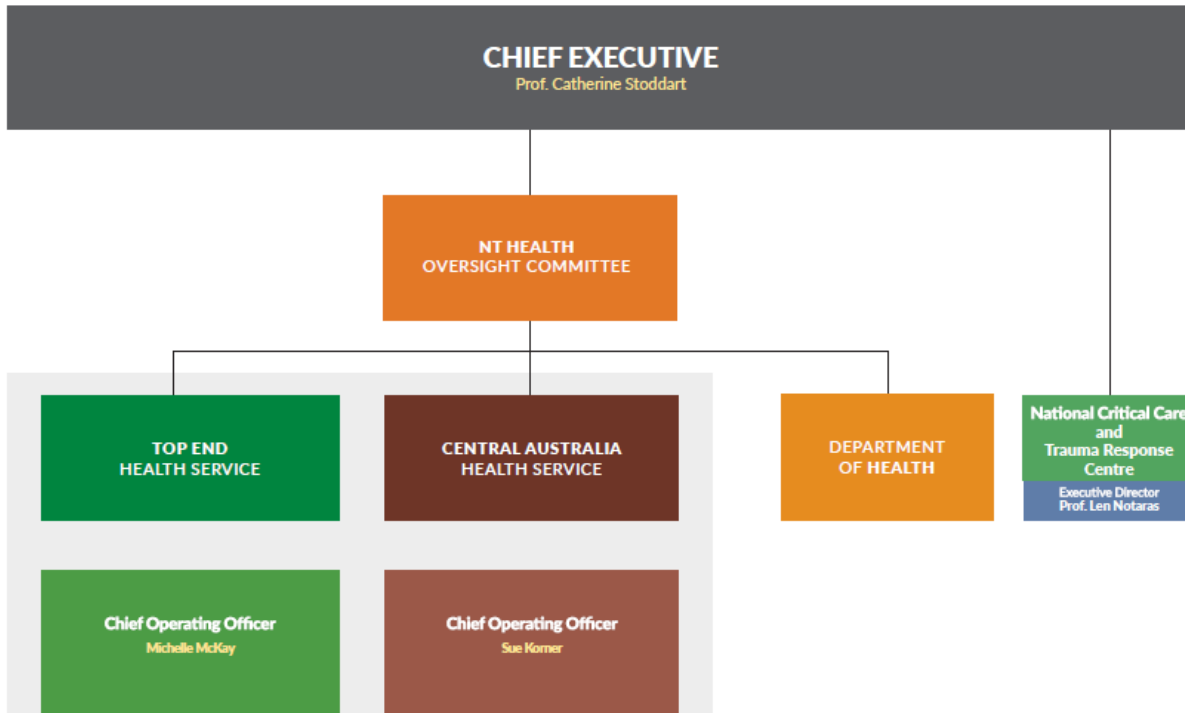 CHIEF EXECUTIVE
Prof. Catherine Stoddart
NT HEALTH
OVERSIGHT COMMITTEE
TOP END
HEALTH SERVICE
CENTRAL AUSTRALIA
HEALTH SERVICE
DEPARTMENT
OF HEALTH
National Critical Care
and
Trauma Response
Centre
Executive Director
Prof. Len Notaras
Chief Operating Officer
Michelle McKay
Chief Operating Officer
Sue Korner